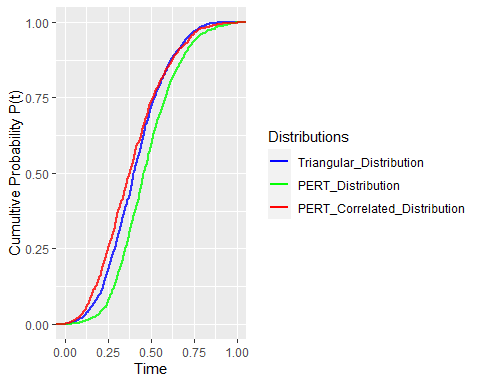 1.00
0.75
0.50
0.25
0.00
Cumultive Probability P(t)
0.00 0.25 0.50 0.75 1.00
Time
Distributions
Triangular_Distribution
PERT_Distribution
PERT_Correlated_Distribution